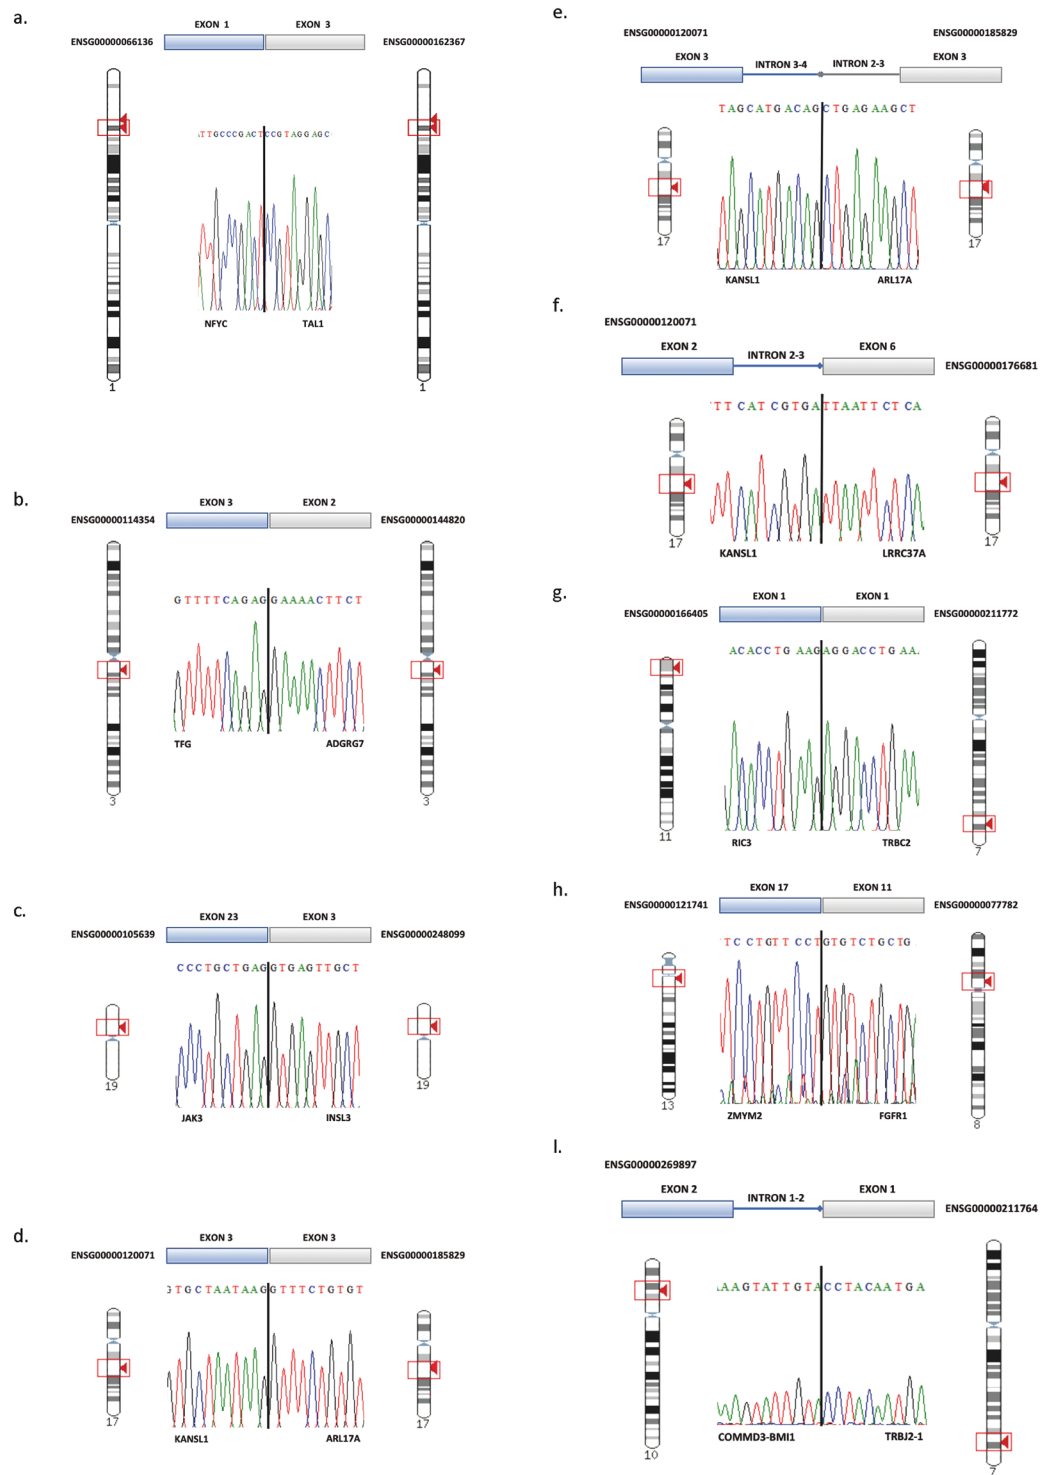 a.
EXON 1 EXON 3
ENSG00000066136 ENSG00000162367
ATTGCCCGACTCCGTAGGAGC
NFYC TAL1
1 1
b.
EXON 3 EXON 2
ENSG00000114354 ENSG00000144820
GTTTTCAGAGGAAAACTTCT
TFG ADGRG7
3 3
c.
EXON 23 EXON 3
ENSG00000105639 ENSG00000248099
CCCTGCTGAGGTGAGTTGCT
19 19
JAK3 INSL3
d.
EXON 3 EXON 3
ENSG00000120071 ENSG00000185829
GTGCTAATAAGGTTTCTGTGT
17 17
KANSL1 ARL17A
e.
ENSG00000120071 ENSG00000185829
EXON 3 INTRON 3-4 INTRON 2-3 EXON 3
TAGCATGACAGCTGAGAAGCT
17 17
KANSL1 ARL17A
f.
ENSG00000120071
EXON 2 INTRON 2-3 EXON 6
ENSG00000176681
TTCATCGTGATTAATTCTCA
17 17
KANSL1 LRRC37A
g.
EXON 1 EXON 1
ENSG00000166405 ENSG00000211772
ACACCTGAAGAGGACCTGAA
11 7
RIC3 TRBC2
h.
EXON 17 EXON 11
ENSG00000121741 ENSG00000077782
TCCTGTTCCTGTGTCTGCTG
13 8
ZMYM2 FGFR1
I.
ENSG00000269897
EXON 2 INTRON 1-2 EXON 1
ENSG00000211764
AAGTATTGTACCTACAATGA
COMMD3-BMI1 TRBJ2-1
10 7